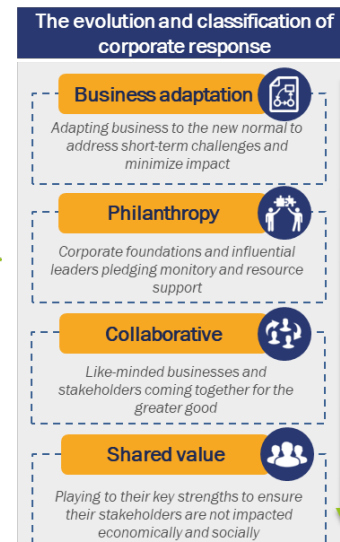 The evolution and classification of
corporate response
Business adaptation
Adapting business to the new normal to
address short-term challenges and
minimize impact
Philanthropy
Corporate foundations and influential
leaders pledging monitory and resource
support
Collaborative
Like-minded businesses and
stakeholders coming together for the
greater good
Shared value
Playing to their key strengths to ensure
their stakeholders are not impacted
economically and socially